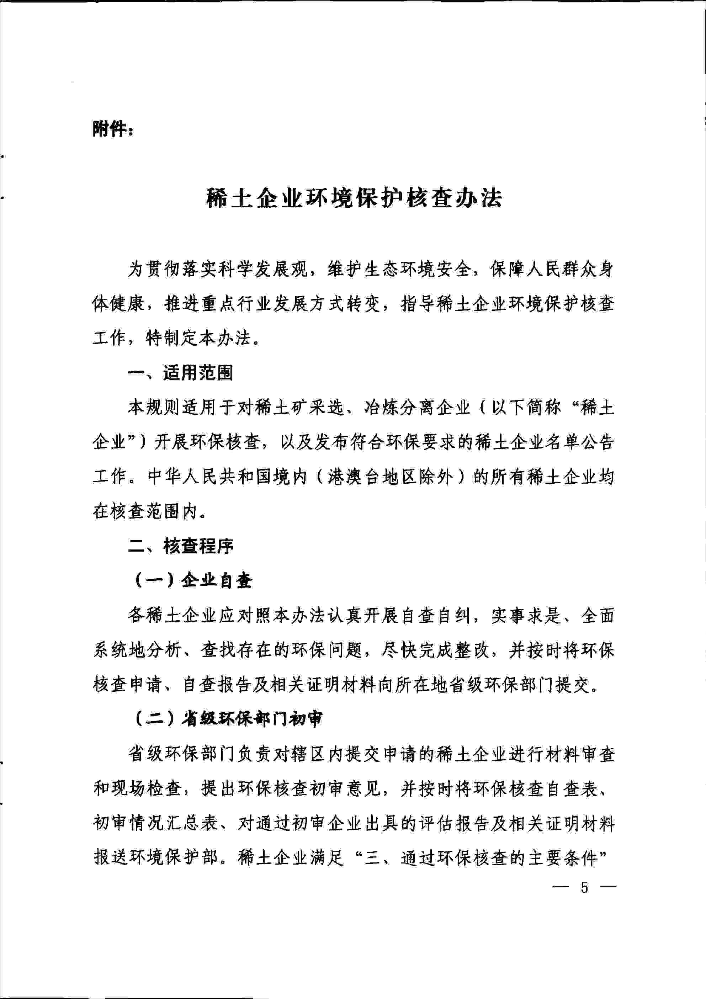 附件：
稀土企业环境保护核查办法
为贯彻落实科学发展观，维护生态环境安全，保障人民群众身
体健康，推进重点行业发展方式转变，指导稀土企业环境保护核查
工作，特制定本办法。
一、适用范围
本规则适用于对稀土矿采选、冶炼分离企业（以下简称“稀土
企业”）开展环保核查，以及发布符合环保要求的稀土企业名单公告
工作。中华人民共和国境内（港澳台地区除外）的所有稀土企业均
在核查范围内。
二、核查程序
（一）企业自查
各稀土企业应对照本办法认真开展自查自纠，实事求是、全面
系统地分析、查找存在的环保问题，尽快完成整改，并按时将环保
核查申请、自查报告及相关证明材料向所在地省级环保部门提交。
（二）省级环保部门初审
省级环保部门负责对辖区内提交申请的稀土企业进行材料审查
和现场检查，提出环保核查初审意见，并按时将环保核查自查表、
初审情况汇总表、对通过初审企业出具的评估报告及相关证明材料
报送环境保护部。稀土企业满足“三、通过环保核查的主要条件”
— 5 —